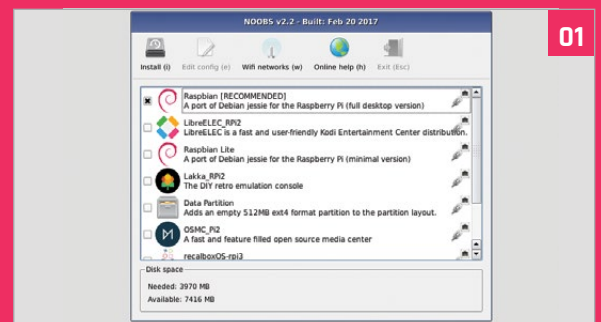 NOOBS v2.2 - Built: Feb 20 2017
01
Install (i) Edit config (e) Wifi networks (w) Online help (h) Exit (Esc)
Raspbian [RECOMMENDED]
A port of Debian jessie for the Raspberry Pi (full desktop version)
LibreELEC_RPi2
LibreELEC is a fast and user-friendly Kodi Entertainment Center distribution.
Raspbian Lite
A port of Debian jessie for the Raspberry Pi (minimal version)
Lakka_RPi2
The DIY retro emulation console
Data Partition
Adds an empty 512MB ext4 format partition to the partition layout.
OSMC_Pi2
A fast and feature filled open source media center
recalboxOS-rpi3
Disk space
Needed: 3970 MB
Available: 7416 MB